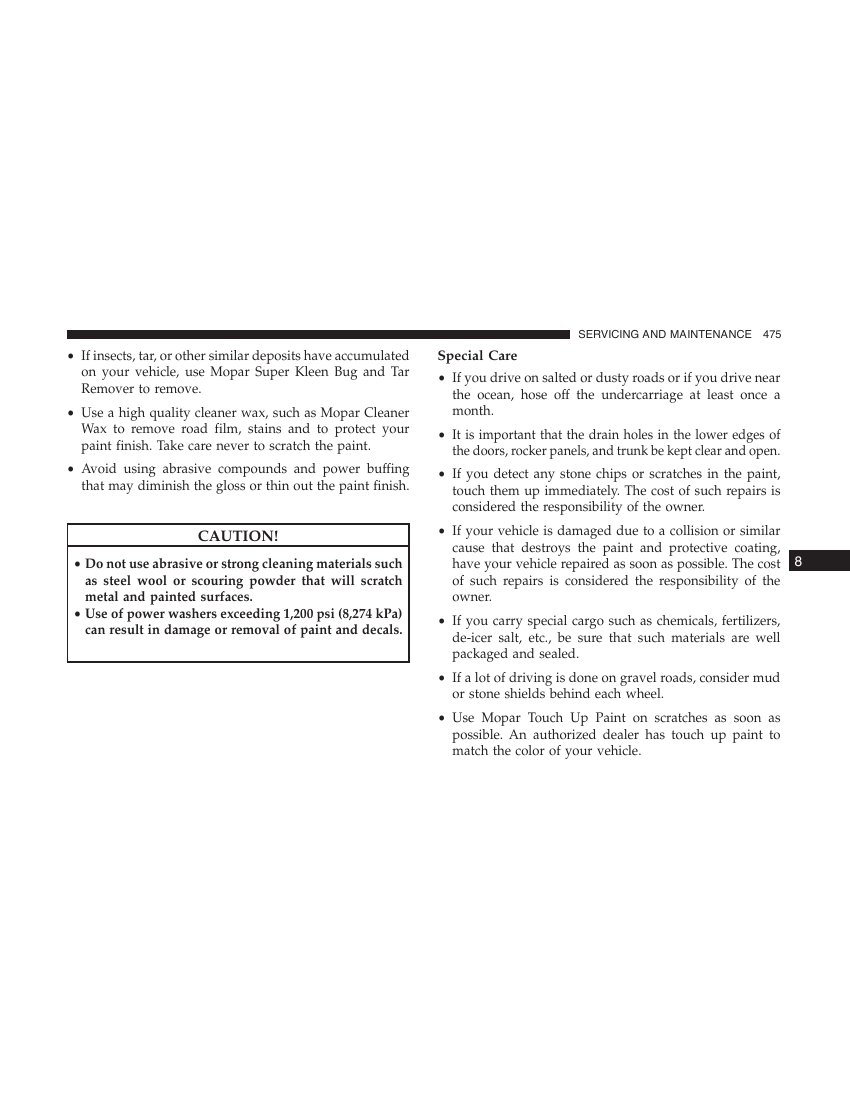 SERVICING AND MAINTENANCE 475
• If insects, tar, or other similar deposits have accumulated
on your vehicle, use Mopar Super Kleen Bug and Tar
Remover to remove.
• Use a high quality cleaner wax, such as Mopar Cleaner
Wax to remove road film, stains and to protect your
paint finish. Take care never to scratch the paint.
• Avoid using abrasive compounds and power buffing
that may diminish the gloss or thin out the paint finish.
CAUTION!
• Do not use abrasive or strong cleaning materials such
as steel wool or scouring powder that will scratch
metal and painted surfaces.
• Use of power washers exceeding 1,200 psi (8,274 kPa)
can result in damage or removal of paint and decals.
Special Care
• If you drive on salted or dusty roads or if you drive near
the ocean, hose off the undercarriage at least once a
month.
• It is important that the drain holes in the lower edges of
the doors, rocker panels, and trunk be kept clear and open.
• If you detect any stone chips or scratches in the paint,
touch them up immediately. The cost of such repairs is
considered the responsibility of the owner.
• If your vehicle is damaged due to a collision or similar
cause that destroys the paint and protective coating,
have your vehicle repaired as soon as possible. The cost
of such repairs is considered the responsibility of the
owner.
• If you carry special cargo such as chemicals, fertilizers,
de-icer salt, etc., be sure that such materials are well
packaged and sealed.
• If a lot of driving is done on gravel roads, consider mud
or stone shields behind each wheel.
• Use Mopar Touch Up Paint on scratches as soon as
possible. An authorized dealer has touch up paint to
match the color of your vehicle.
8